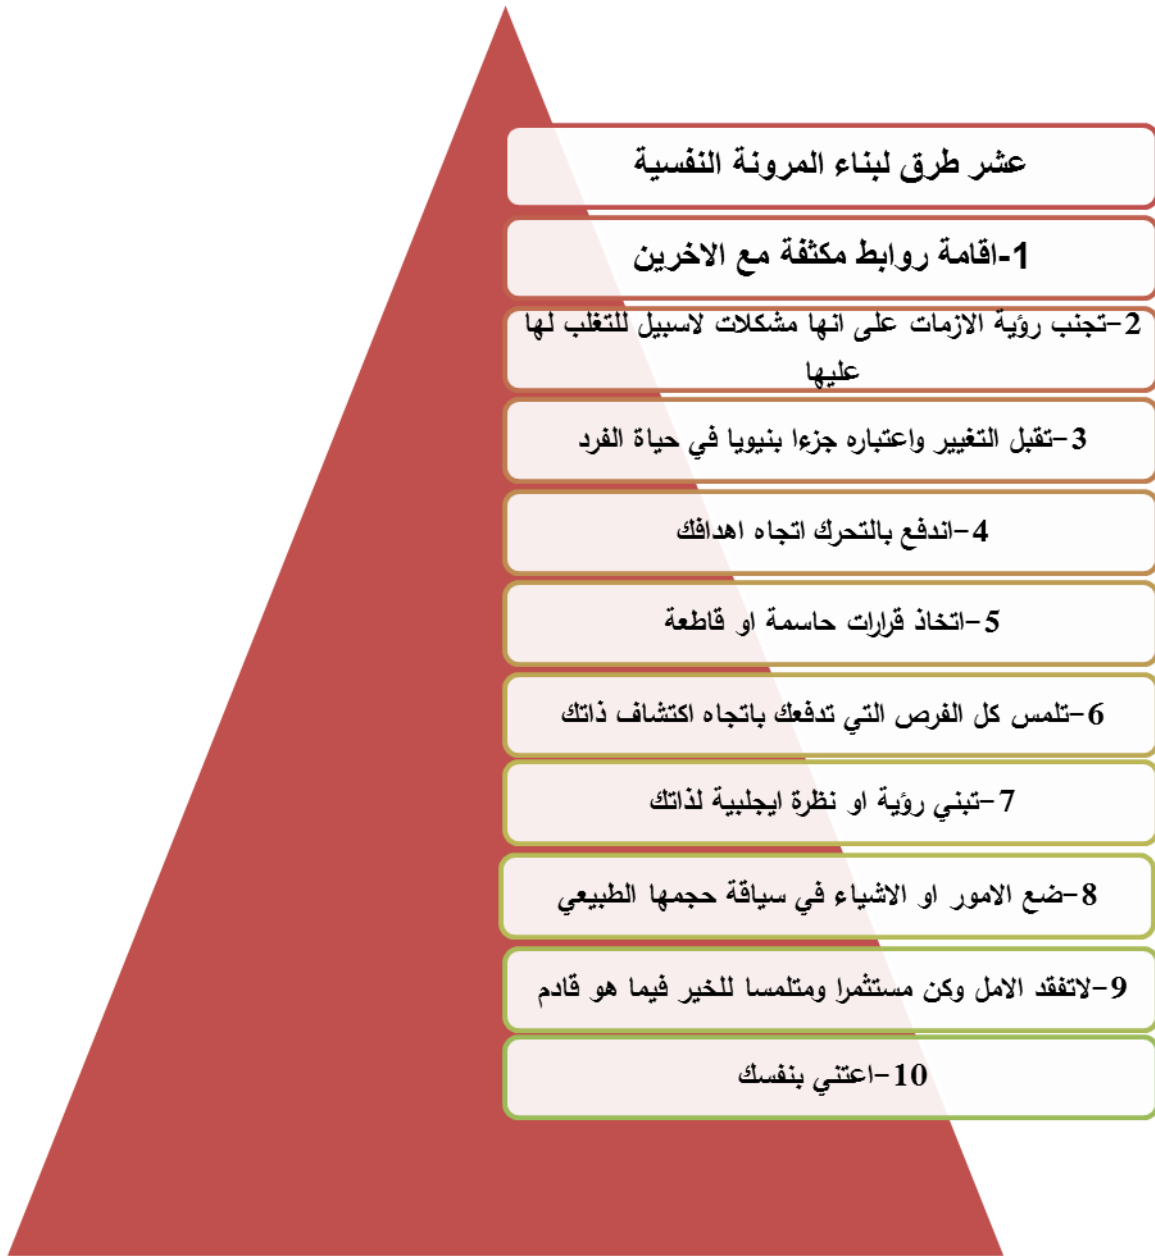 عشر طرق لبناء المرونة النفسية
1-اقامة روابط مكثفة مع الاخرين
2-تجنب رؤية الازمات على انها مشكلات لاسبيل للتغلب لها
عليها
3-تقبل التغيير واعتباره جزءا بنيويا في حياة الفرد
4-اندفع بالتحرك اتجاه اهدافك
5-اتخاذ قرارات حاسمة او قاطعة
6-تلمس كل الفرص التي تدفعك باتجاه اكتشاف ذاتك
7-تبني رؤية او نظرة ايجلبية لذاتك
8-ضع الامور او الاشياء في سياقة حجمها الطبيعي
9-لاتفقد الامل وكن مستثمرا ومتلمسا للخير فيما هو قادم
10-اعتني بنفسك